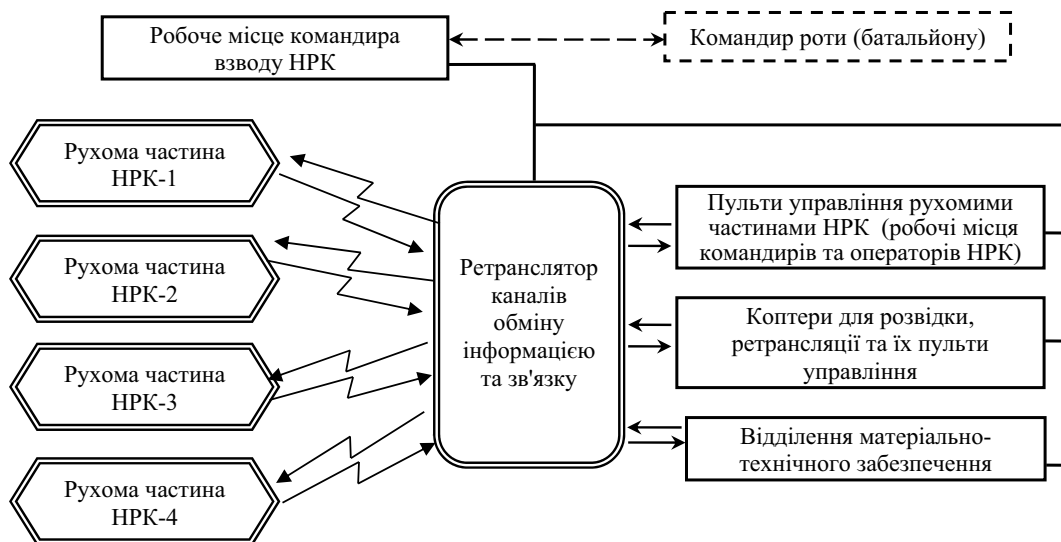 Робоче місце командира
взводу НРК
Командир роти (батальйону)
Рухома частина
НРК-1
Рухома частина
НРК-2
Рухома частина
НРК-3
Рухома частина
НРК-4
Ретранслятор
каналів
обміну
інформацією
та зв'язку
Пульти управління рухомими
частинами НРК (робочі місця
командирів та операторів НРК)
Коптери для розвідки,
ретрансляції та їх пульти
управління
Відділення матеріально-
технічного забезпечення